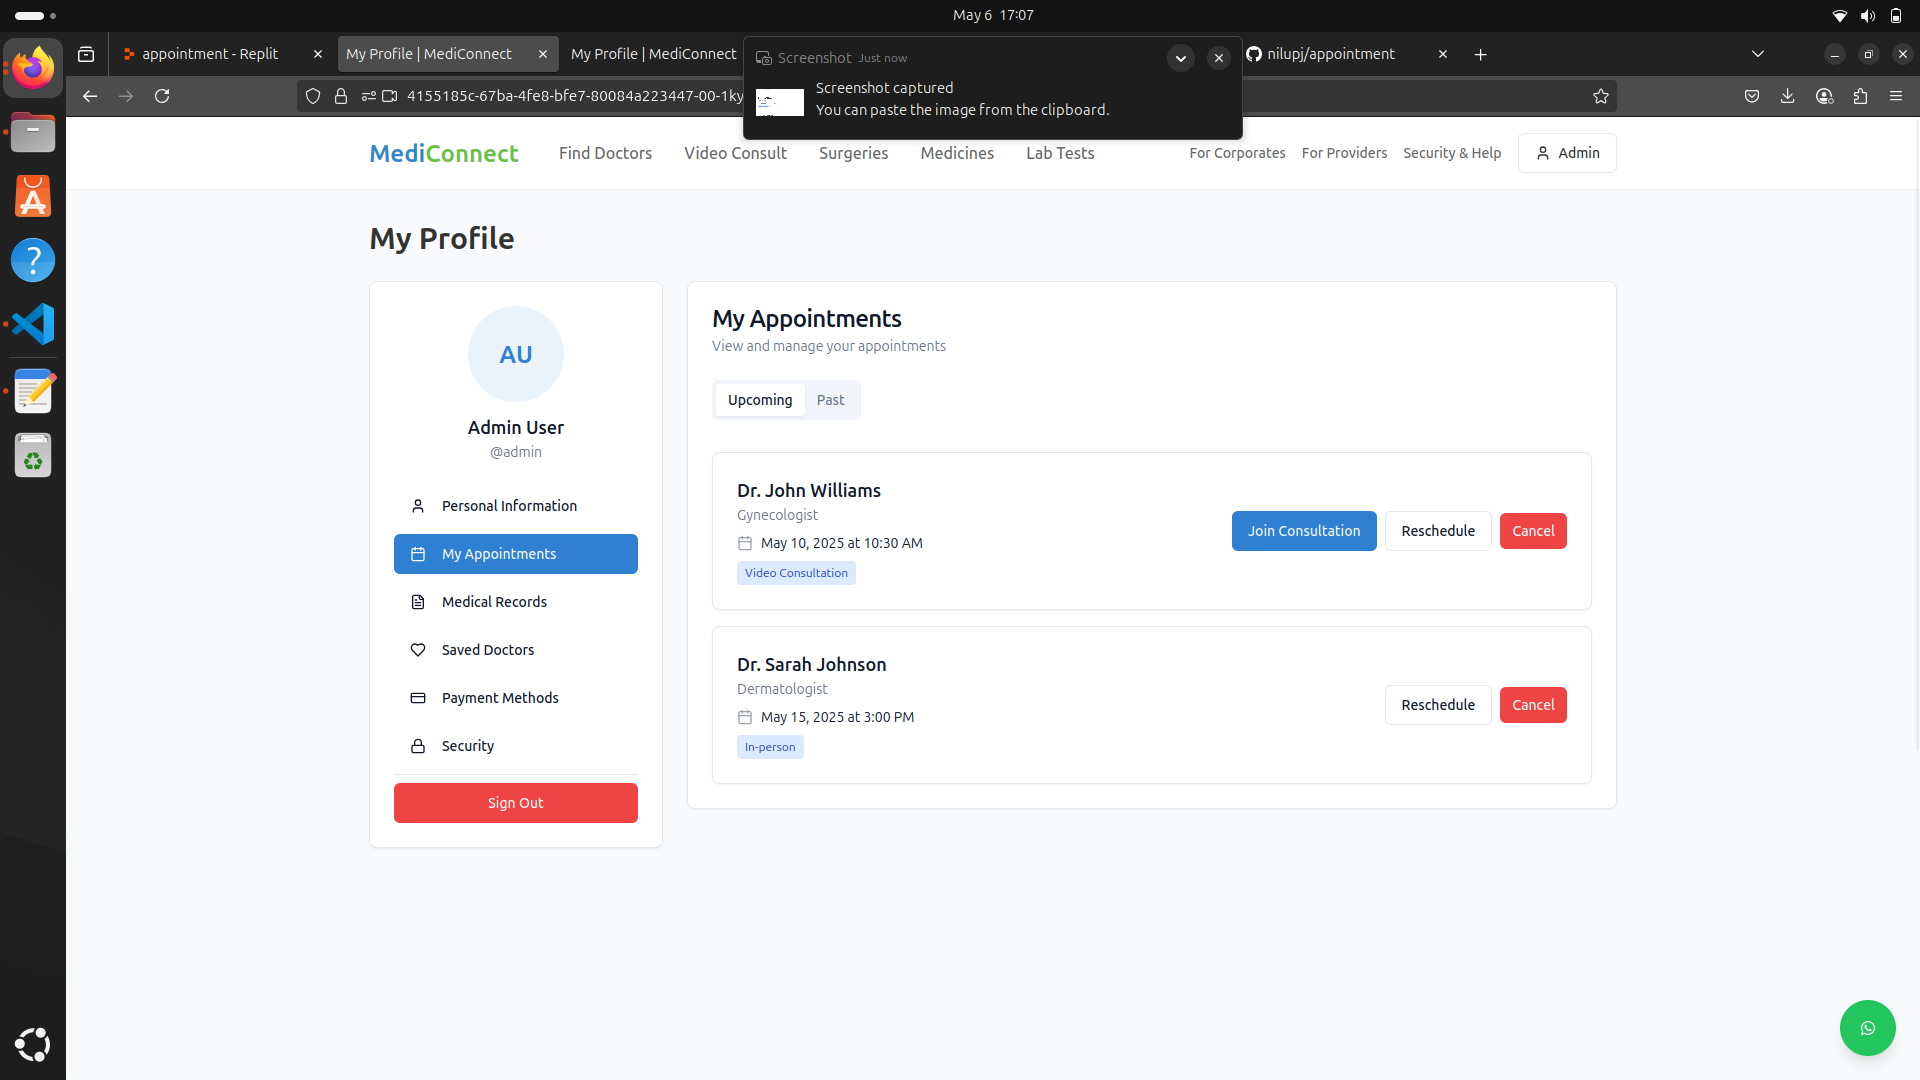 May 6 17:07
appointment - Replit
My Profile | MediConnect
My Profile | MediConnect
nilupj/appointment
Screenshot Just now
Screenshot captured
You can paste the image from the clipboard.
4155185c-67ba-4fe8-bfe7-80084a223447-00-1ky
MediConnect
Find Doctors
Video Consult
Surgeries
Medicines
Lab Tests
For Corporates
For Providers
Security & Help
Admin
My Profile
AU
Admin User
@admin
Personal Information
My Appointments
Medical Records
Saved Doctors
Payment Methods
Security
Sign Out
My Appointments
View and manage your appointments
Upcoming
Past
Dr. John Williams
Gynecologist
May 10, 2025 at 10:30 AM
Video Consultation
Join Consultation
Reschedule
Cancel
Dr. Sarah Johnson
Dermatologist
May 15, 2025 at 3:00 PM
In-person
Reschedule
Cancel